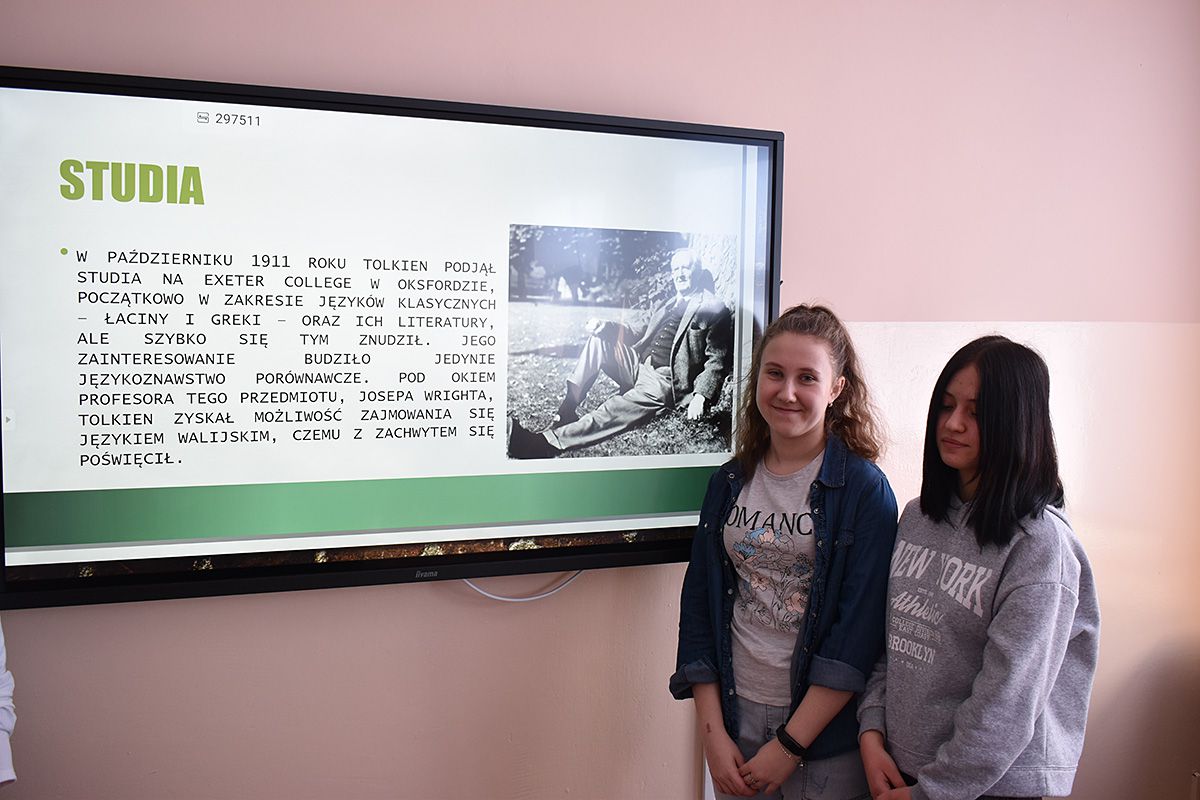 297511
STUDIA
W PAŹDZIERNIKU 1911 ROKU TOLKIEN PODJĄŁ
STUDIA NA EXETER COLLEGE W OKSFORDZIE,
POCZĄTKOWO W ZAKRESIE JĘZYKÓW KLASYCZNYCH
– ŁACINY I GREKI – ORAZ ICH LITERATURY,
ALE SZYBKO SIĘ TYM ZNUDZIŁ. JEGO
ZAINTERESOWANIE BUDZIŁO JEDYNIE
JĘZYKOZNAWSTWO PORÓWNAWCZE. POD OKIEM
PROFESORA TEGO PRZEDMIOTU, JOSEPA WRIGHTA,
TOLKIEN ZYSKAŁ MOŻLIWOŚĆ ZAJMOWANIA SIĘ
JĘZYKIEM WALIJSKIM, CZEMU Z ZACHWYTEM SIĘ
POŚWIĘCIŁ.
iiyama
OMANC
NEW YORK
Athletic
BROOKLYN